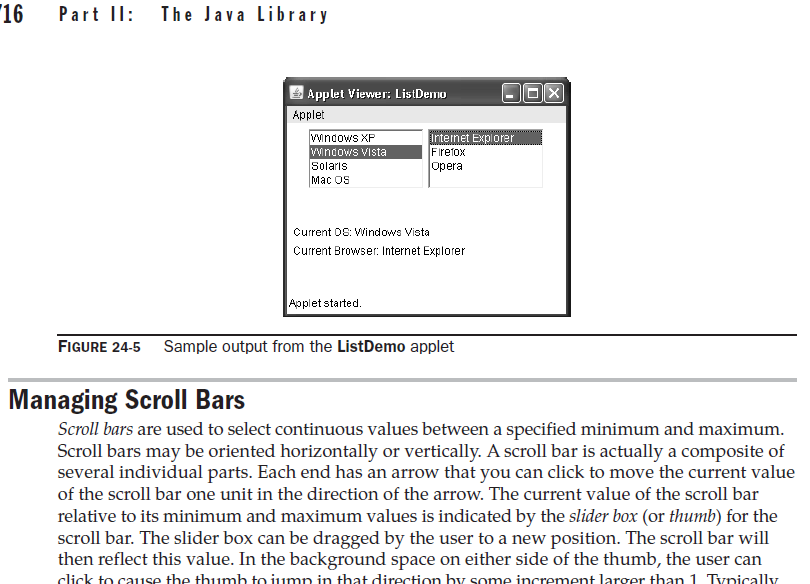 716 Part II: The Java Library
Applet Viewer: ListDemo
Applet
Windows XP
Windows Vista
Solaris
Mac OS
Internet Explorer
Firefox
Opera
Current OS: Windows Vista
Current Browser: Internet Explorer
Applet started.
FIGURE 24-5 Sample output from the ListDemo applet
Managing Scroll Bars
Scroll bars are used to select continuous values between a specified minimum and maximum.
Scroll bars may be oriented horizontally or vertically. A scroll bar is actually a composite of
several individual parts. Each end has an arrow that you can click to move the current value
of the scroll bar one unit in the direction of the arrow. The current value of the scroll bar
relative to its minimum and maximum values is indicated by the slider box (or thumb) for the
scroll bar. The slider box can be dragged by the user to a new position. The scroll bar will
then reflect this value. In the background space on either side of the thumb, the user can
click to cause the thumb to jump in that direction by some increment larger than 1. Typically,